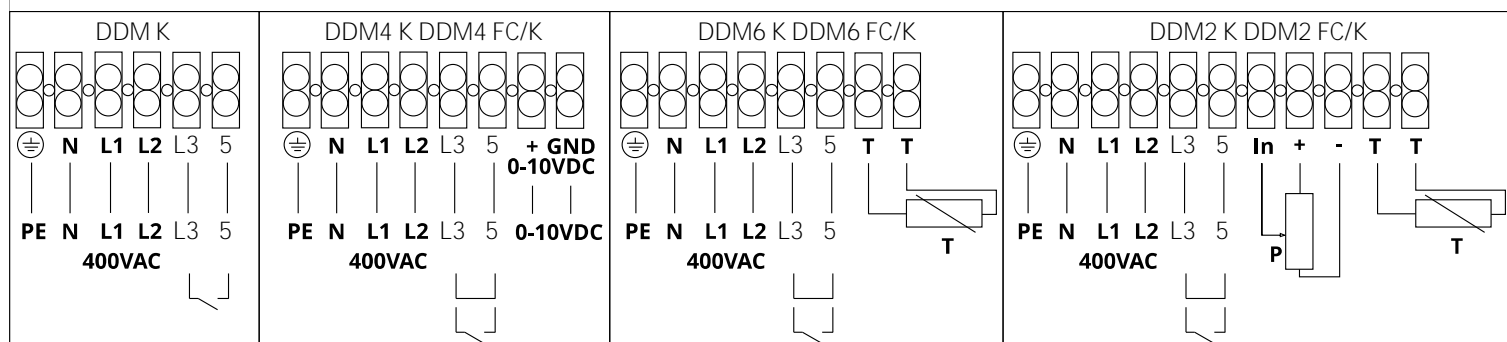 DDM K
N L1 L2 L3 5
PE N L1 L2 L3 5
400VAC
DDM4 K DDM4 FC/K
N L1 L2 L3 5 + GND
0-10VDC
PE N L1 L2 L3 5 0-10VDC
400VAC
DDM6 K DDM6 FC/K
N L1 L2 L3 5 T T
PE N L1 L2 L3 5
T
400VAC
DDM2 K DDM2 FC/K
N L1 L2 L3 5 In + - T T
PE N L1 L2 L3 5
P
T
400VAC